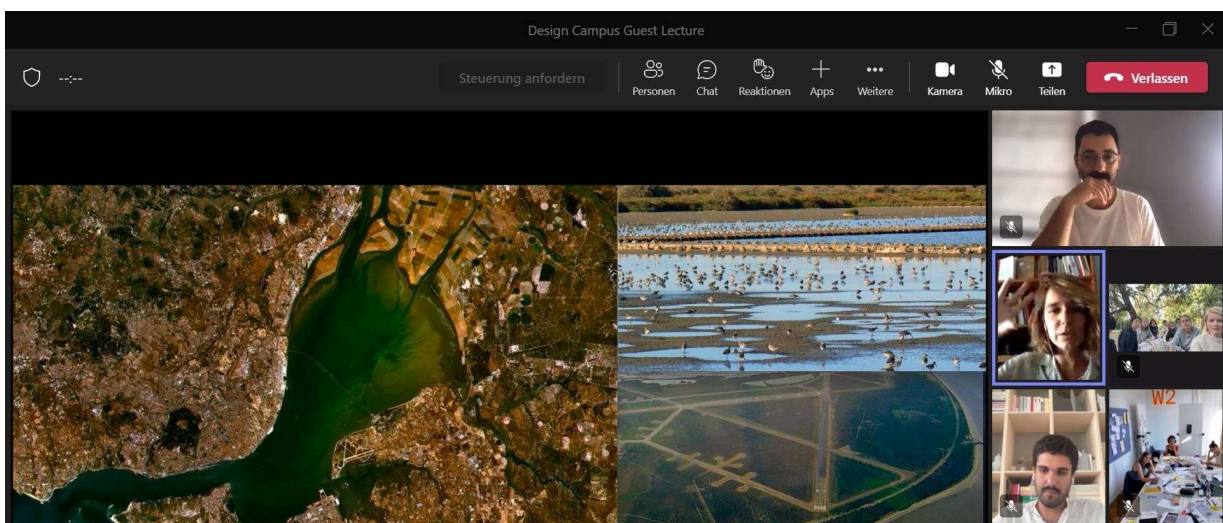 Design Campus Guest Lecture
--:--
Steuerung anfordern
Personen
Chat
Reaktionen
Apps
Weitere
Kamera
Mikro
Teilen
Verlassen
W2